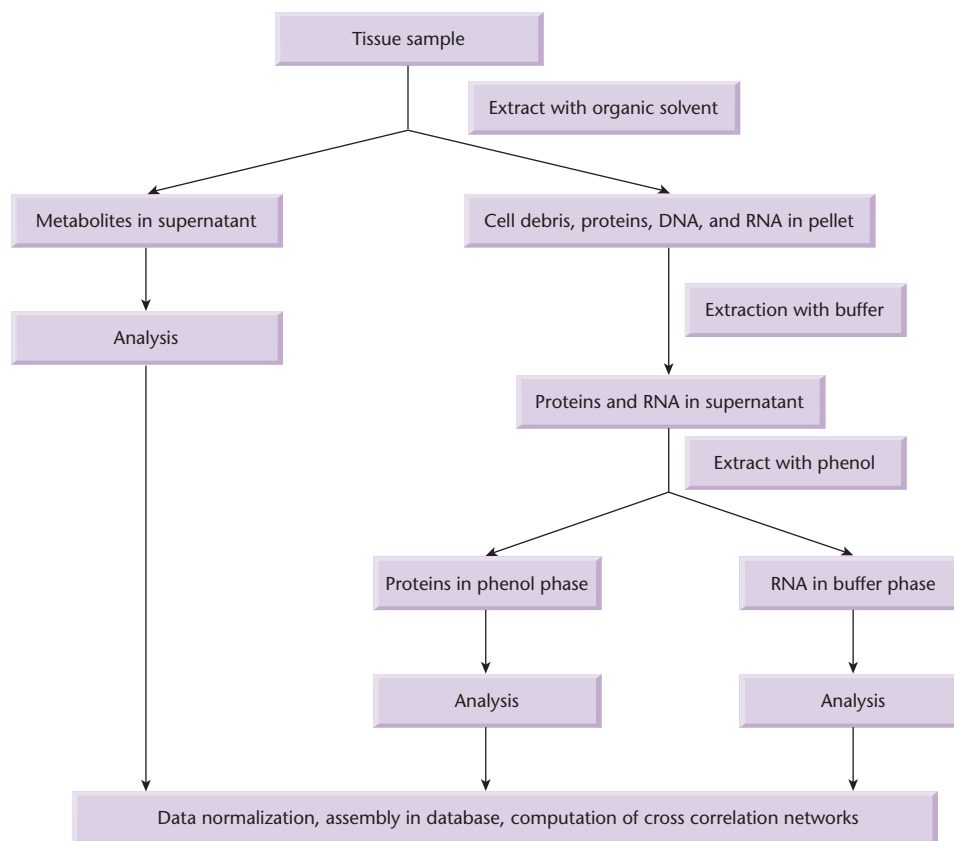 Tissue sample
Extract with organic solvent
Metabolites in supernatant
Cell debris, proteins, DNA, and RNA in pellet
Extraction with buffer
Analysis
Proteins and RNA in supernatant
Extract with phenol
Proteins in phenol phase
RNA in buffer phase
Analysis
Analysis
Data normalization, assembly in database, computation of cross correlation networks